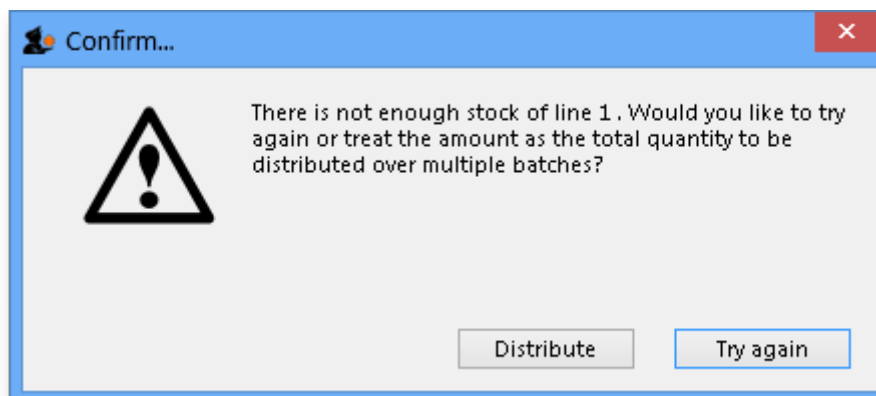 Confirm...
There is not enough stock of line 1 . Would you like to try
again or treat the amount as the total quantity to be
distributed over multiple batches?
Distribute
Try again